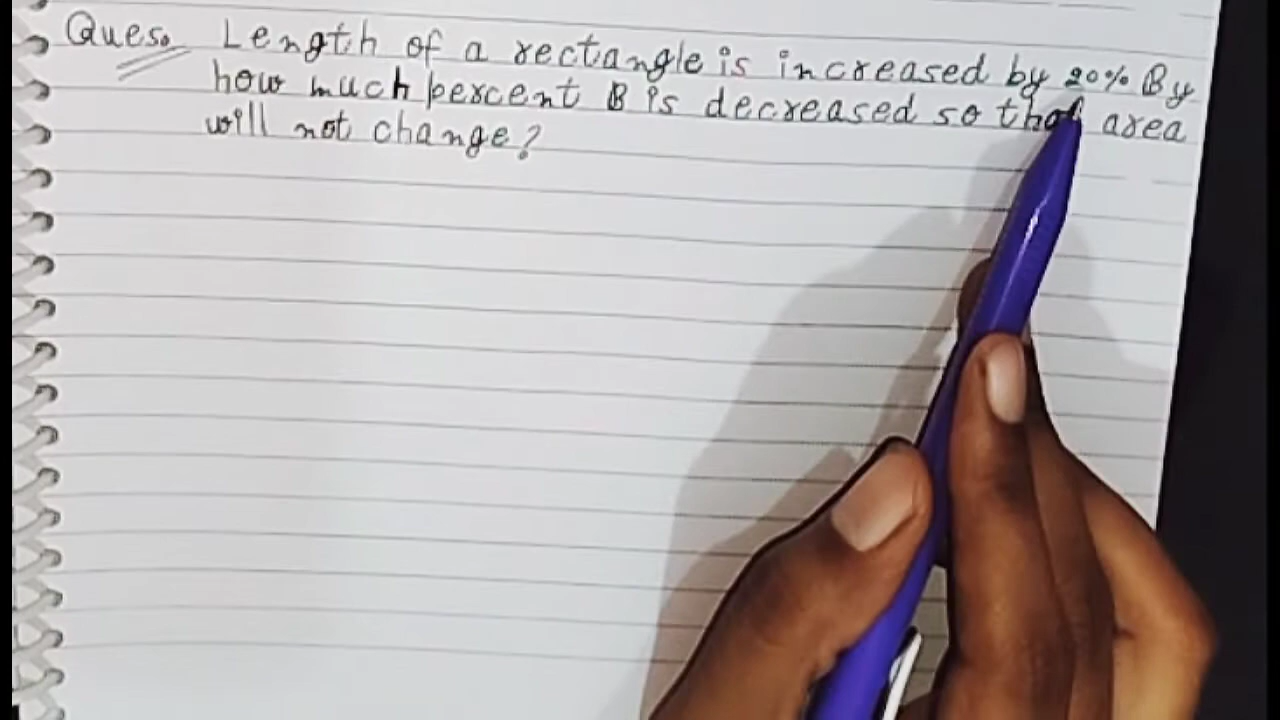 Ques. Length of a rectangle is increased by 20% By
how much percent B is decreased so that area
will not change?